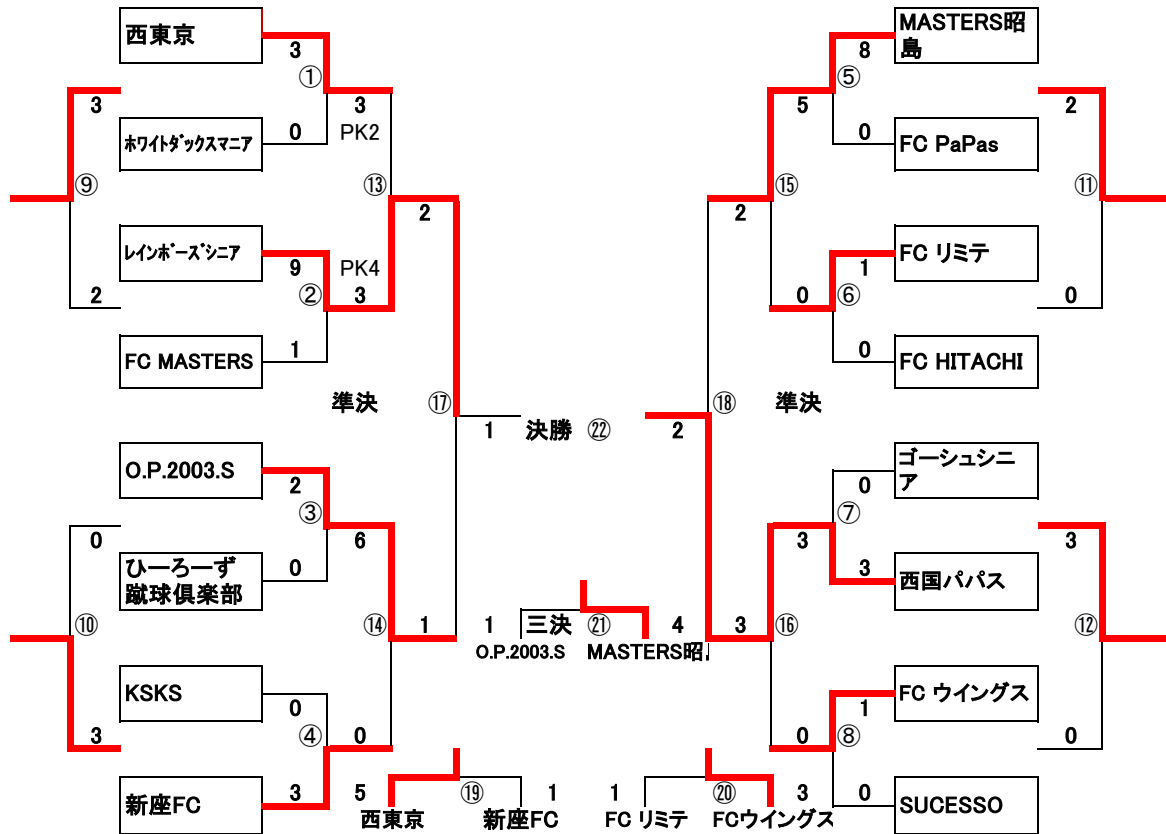 西東京
3
①
3
PK2
ホワイトダックスマニア
0
3
⑨
⑬
2
レインボーズシニア
9
PK4
②
3
2
FC MASTERS
1
準決
⑰
1
決勝
㉒
O.P.2003.S
2
③
6
0
ひーろーず
蹴球倶楽部
0
⑩
⑭
1
KSKS
0
④
0
3
新座FC
3
MASTERS昭
島
8
⑤
5
2
FC PaPas
0
⑮
⑪
2
FC リミテ
1
0
⑥
0
FC HITACHI
0
⑱
準決
2
ゴーシュシニ
ア
0
⑦
3
3
西国パパス
3
⑯
⑫
3
FC ウイングス
1
0
⑧
0
SUCESSO
0
1
三決
㉑
4
O.P.2003.S
MASTERS昭
5
⑲
1
西東京
新座FC
1
⑳
3
FC リミテ
FCウイングス